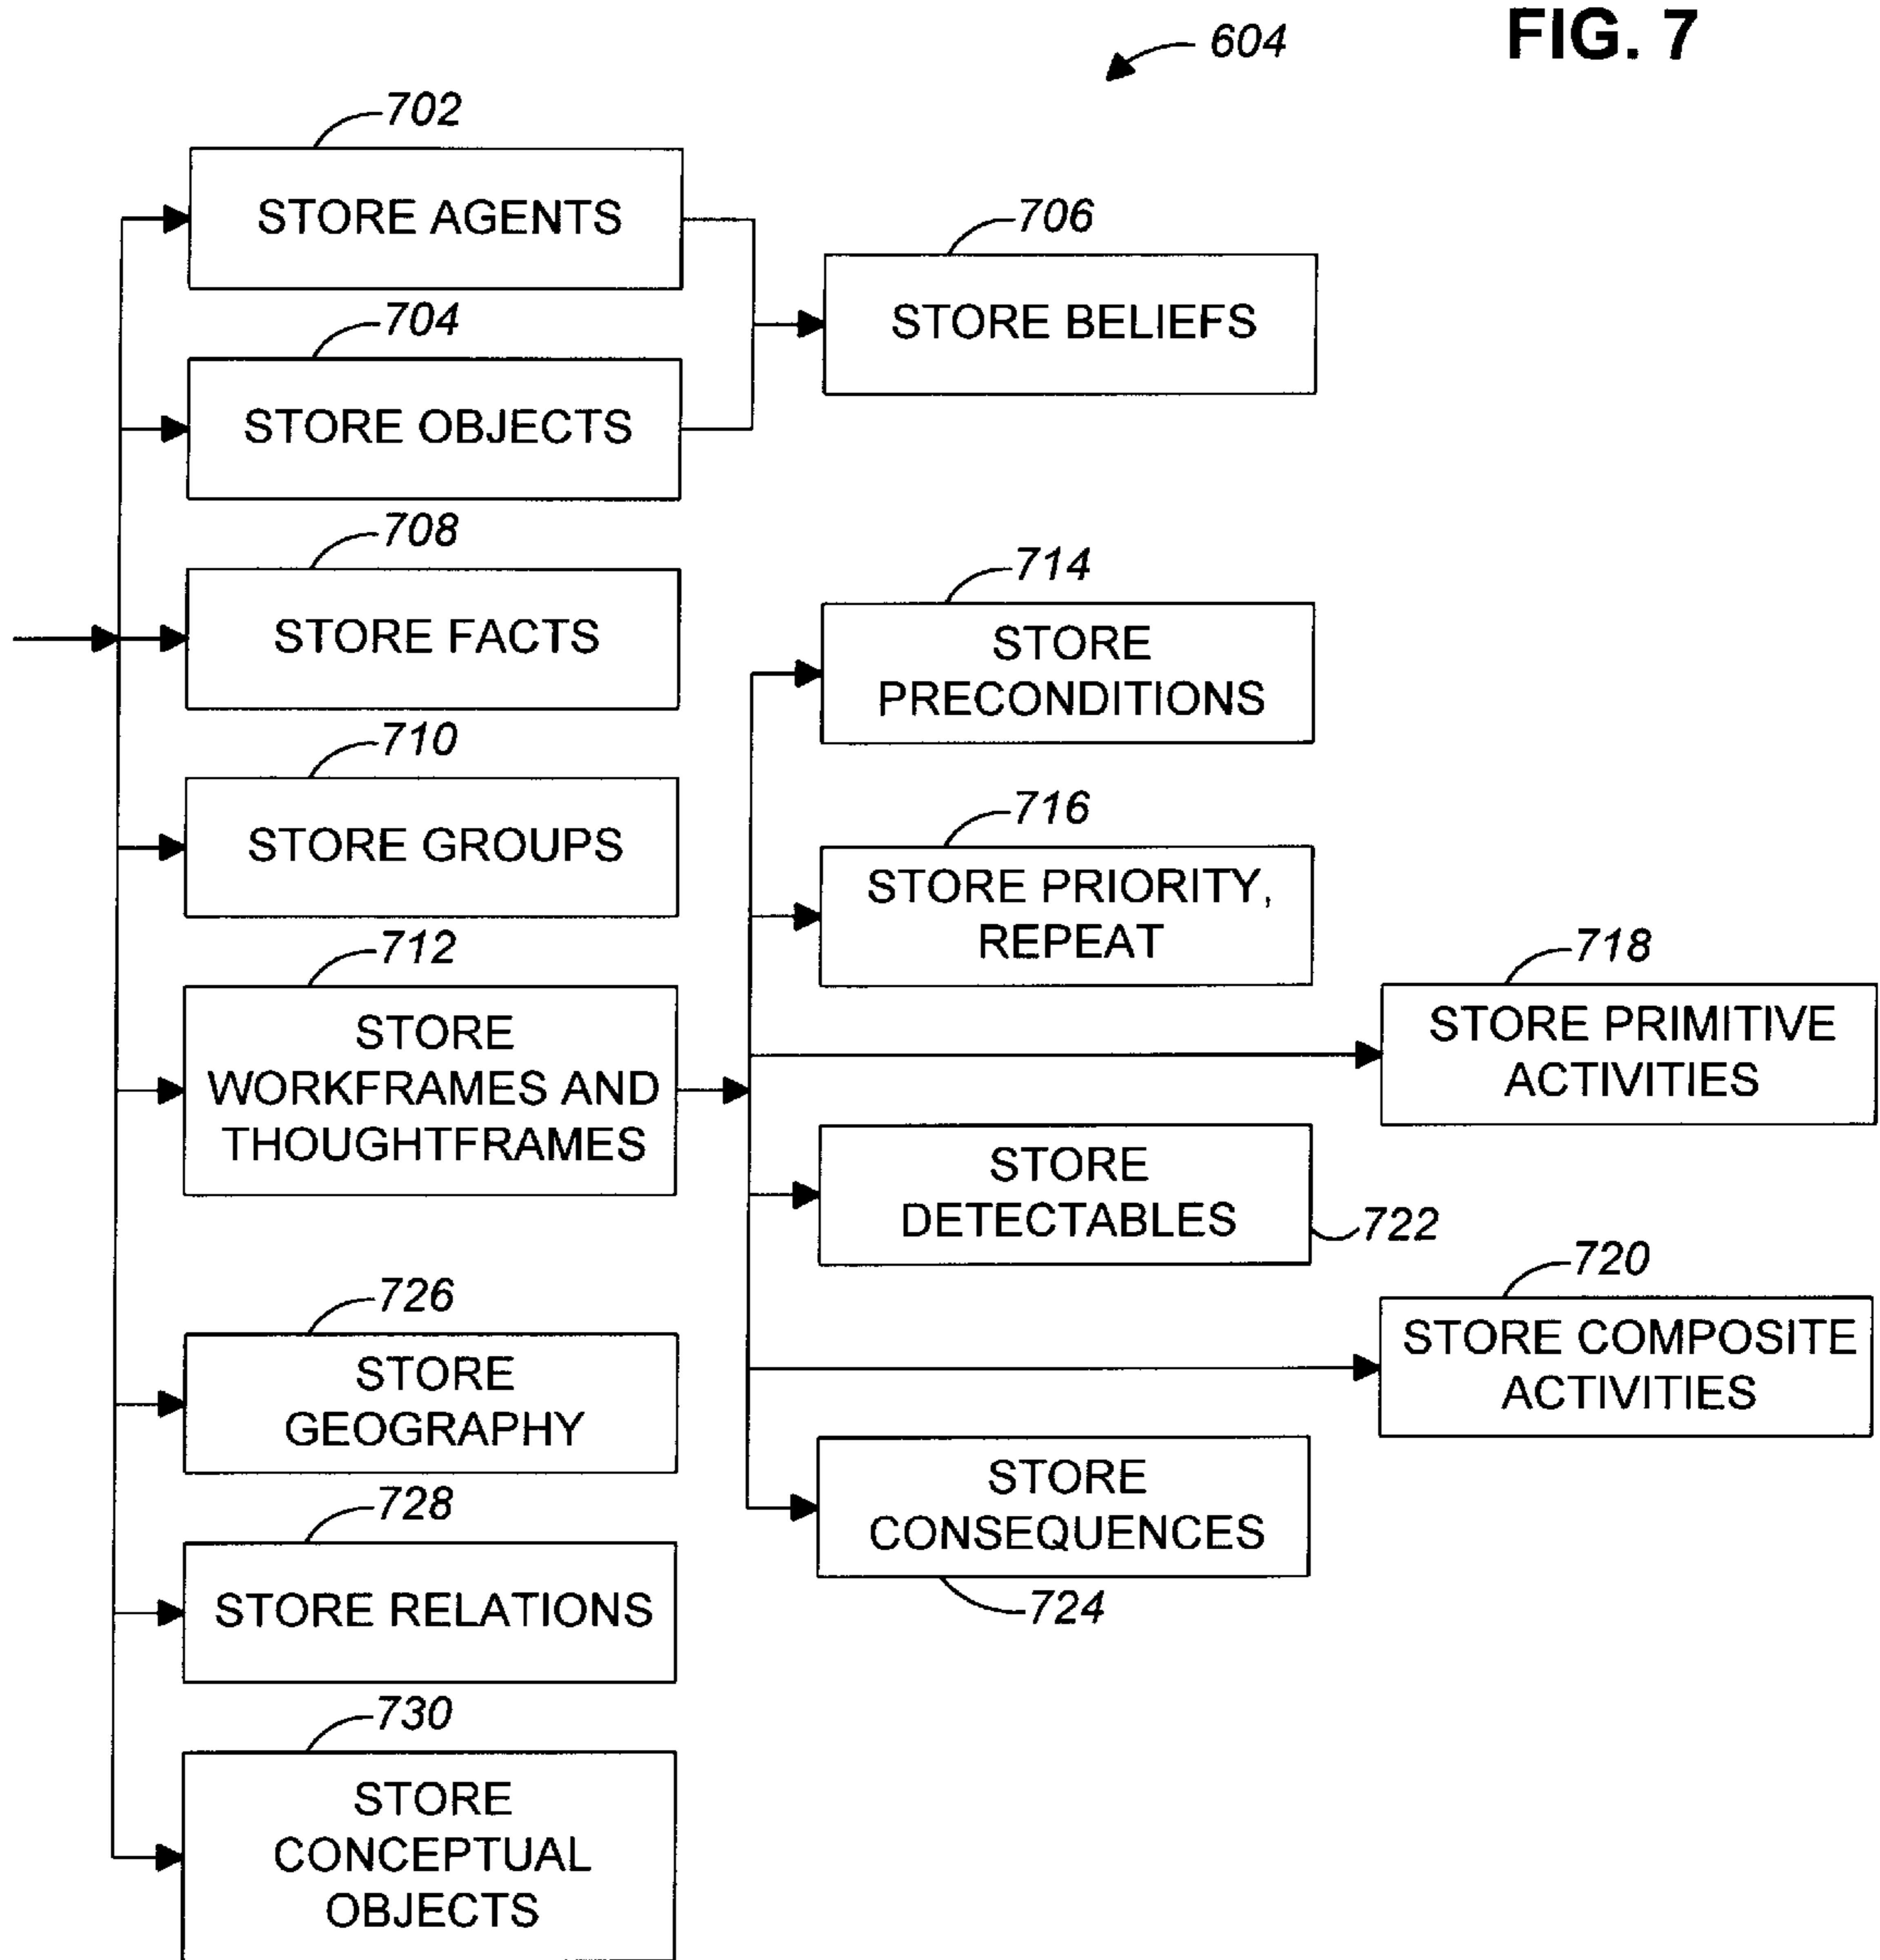 604
FIG. 7
702
STORE AGENTS
706
STORE BELIEFS
704
STORE OBJECTS
708
STORE FACTS
714
STORE
PRECONDITIONS
710
STORE GROUPS
716
STORE PRIORITY,
REPEAT
712
STORE
WORKFRAMES AND
THOUGHTFRAMES
718
STORE PRIMITIVE
ACTIVITIES
STORE
DETECTABLES
722
720
STORE COMPOSITE
ACTIVITIES
726
STORE
GEOGRAPHY
STORE
CONSEQUENCES
724
728
STORE RELATIONS
730
STORE
CONCEPTUAL
OBJECTS